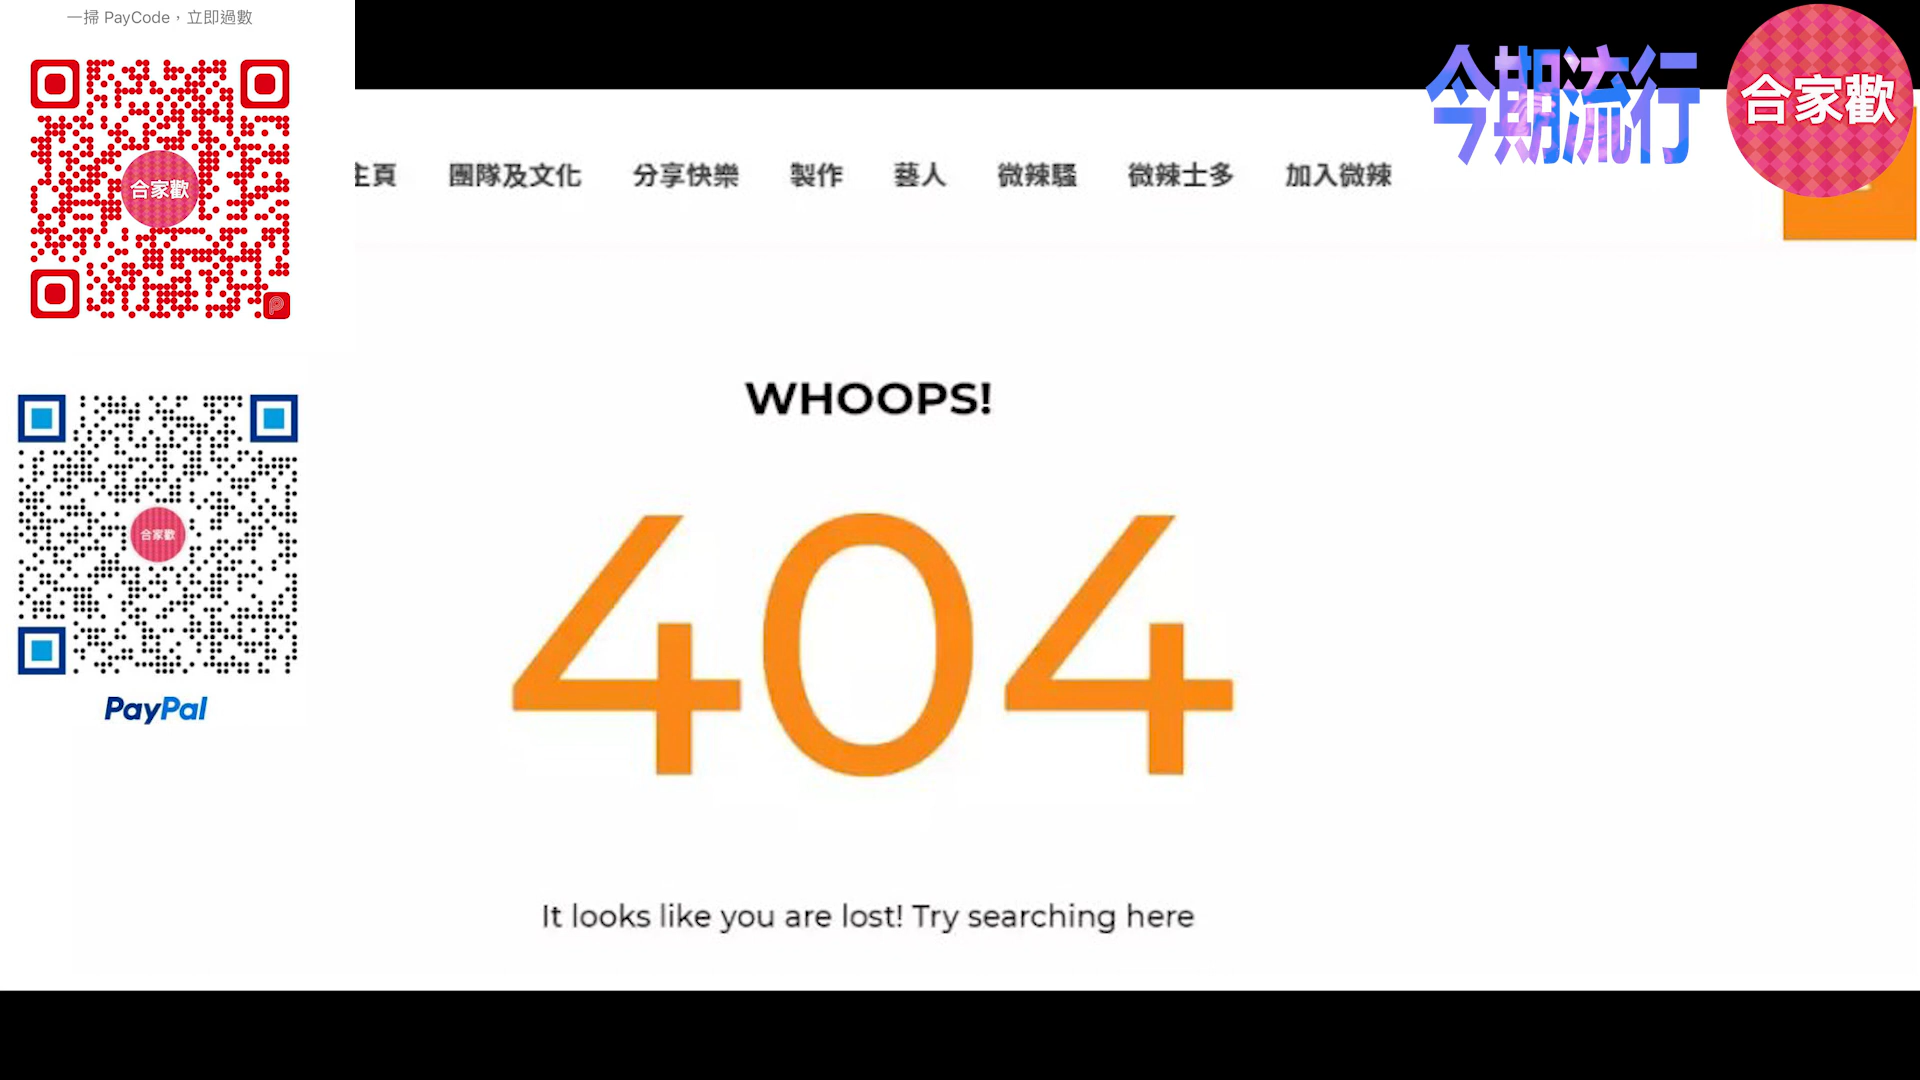 一掃 PayCode，立即過數
合家歡
合家歡
PayPal
今期流行
合家歡
主頁 團隊及文化 分享快樂 製作 藝人 微辣騷 微辣士多 加入微辣
WHOOPS!
404
It looks like you are lost! Try searching here